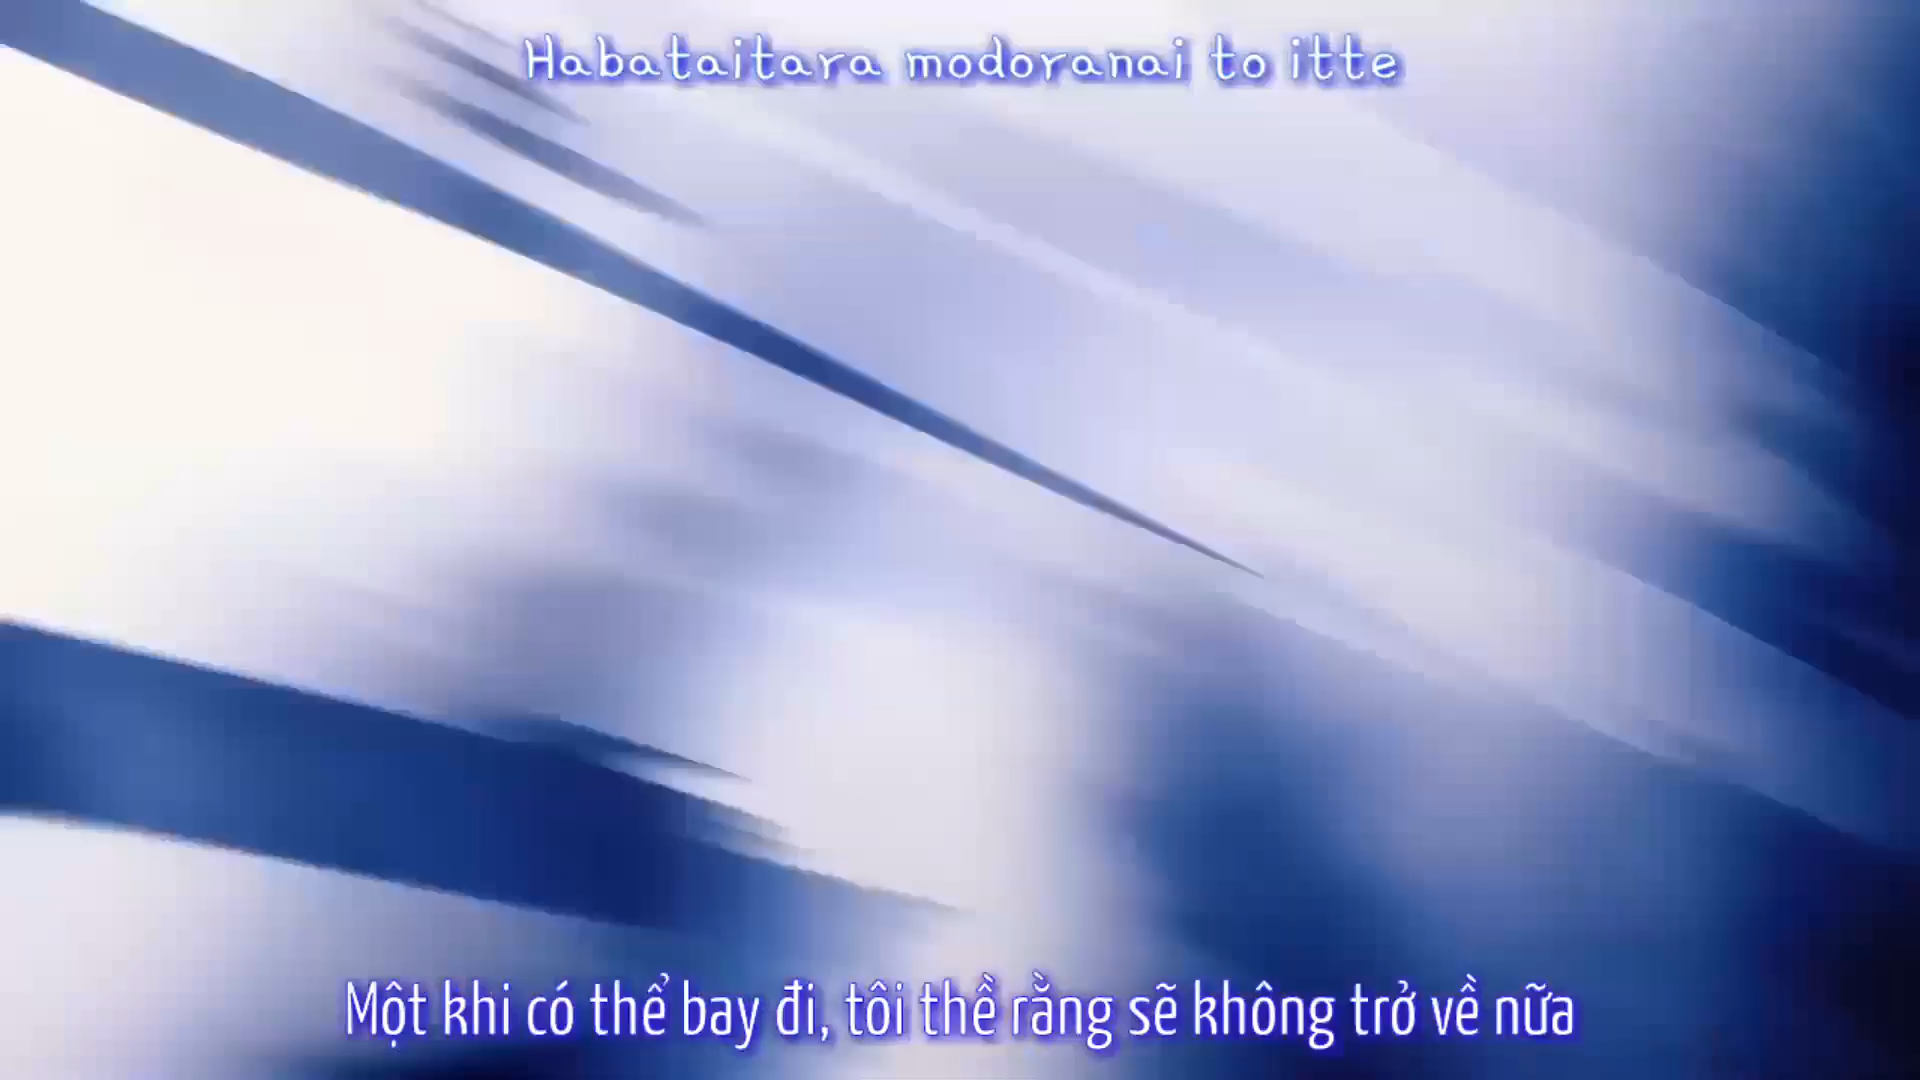 Habataitara modoranai to itte
Một khi có thể bay đi, tôi thề rằng sẽ không trở về nữa